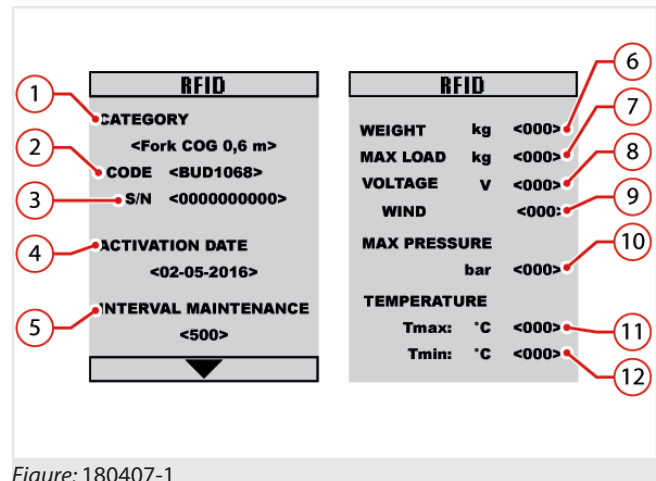 RFID
1 CATEGORY
<Fork COG 0,6 m>
2 CODE <BUD1068>
3 S/N <0000000000>
4 ACTIVATION DATE
<02-05-2016>
5 INTERVAL MAINTENANCE
<500>
RFID
WEIGHT kg <000> 6
MAX LOAD kg <000> 7
VOLTAGE V <000> 8
WIND <000: 9
MAX PRESSURE
bar <000> 10
TEMPERATURE
Tmax: °C <000> 11
Tmin: °C <000> 12
Figure: 180407-1